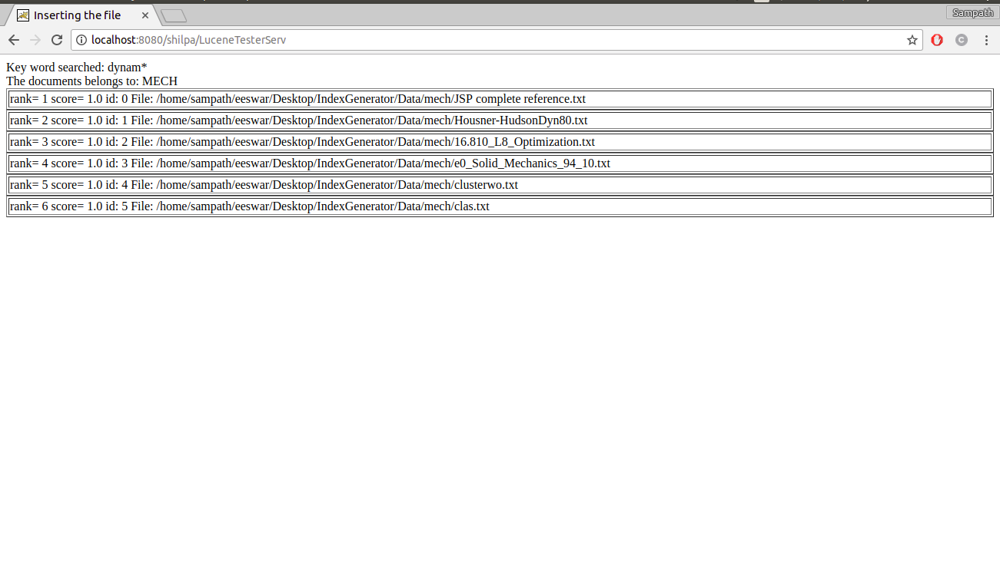 Inserting the file
Sampath
localhost:8080/shilpa/LuceneTesterServ
Key word searched: dynam*
The documents belongs to: MECH
rank= 1 score= 1.0 id: 0 File: /home/sampath/eeswar/Desktop/IndexGenerator/Data/mech/JSP complete reference.txt
rank= 2 score= 1.0 id: 1 File: /home/sampath/eeswar/Desktop/IndexGenerator/Data/mech/Housner-HudsonDyn80.txt
rank= 3 score= 1.0 id: 2 File: /home/sampath/eeswar/Desktop/IndexGenerator/Data/mech/16.810_L8_Optimization.txt
rank= 4 score= 1.0 id: 3 File: /home/sampath/eeswar/Desktop/IndexGenerator/Data/mech/e0_Solid_Mechanics_94_10.txt
rank= 5 score= 1.0 id: 4 File: /home/sampath/eeswar/Desktop/IndexGenerator/Data/mech/clusterwo.txt
rank= 6 score= 1.0 id: 5 File: /home/sampath/eeswar/Desktop/IndexGenerator/Data/mech/clas.txt